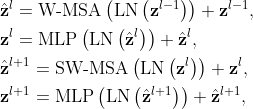 ẑ^l = W-MSA (LN (z^{l−1})) + z^{l−1},
z^l = MLP (LN (ẑ^l)) + ẑ^l,
ẑ^{l+1} = SW-MSA (LN (z^l)) + z^l,
z^{l+1} = MLP (LN (ẑ^{l+1})) + ẑ^{l+1},